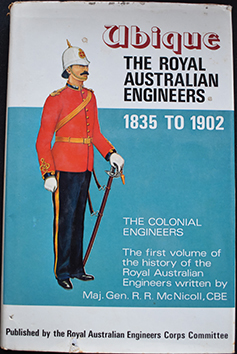 Ubique
THE ROYAL
AUSTRALIAN
ENGINEERS
1835 TO 1902
THE COLONIAL
ENGINEERS
The first volume of
the history of the
Royal Australian
Engineers written by
Maj. Gen. R. R. McNicoll, CBE
Published by the Royal Australian Engineers Corps Committee